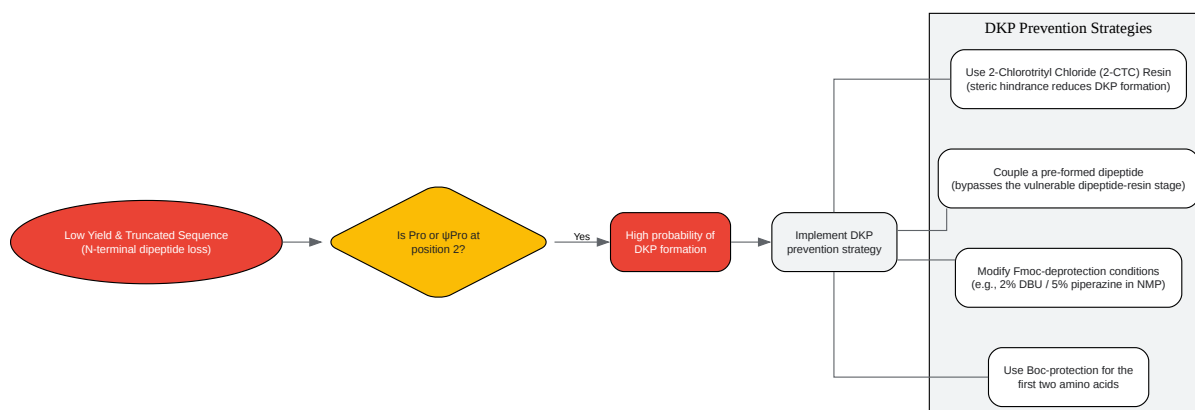 DKP Prevention Strategies
Use 2-Chlorotrityl Chloride (2-CTC) Resin
(steric hindrance reduces DKP formation)
Couple a pre-formed dipeptide
(bypasses the vulnerable dipeptide-resin stage)
Low Yield & Truncated Sequence
(N-terminal dipeptide loss)
Is Pro or ψPro at
position 2?
Yes
High probability of
DKP formation
Implement DKP
prevention strategy
Modify Fmoc-deprotection conditions
(e.g., 2% DBU / 5% piperazine in NMP)
Use Boc-protection for the
first two amino acids